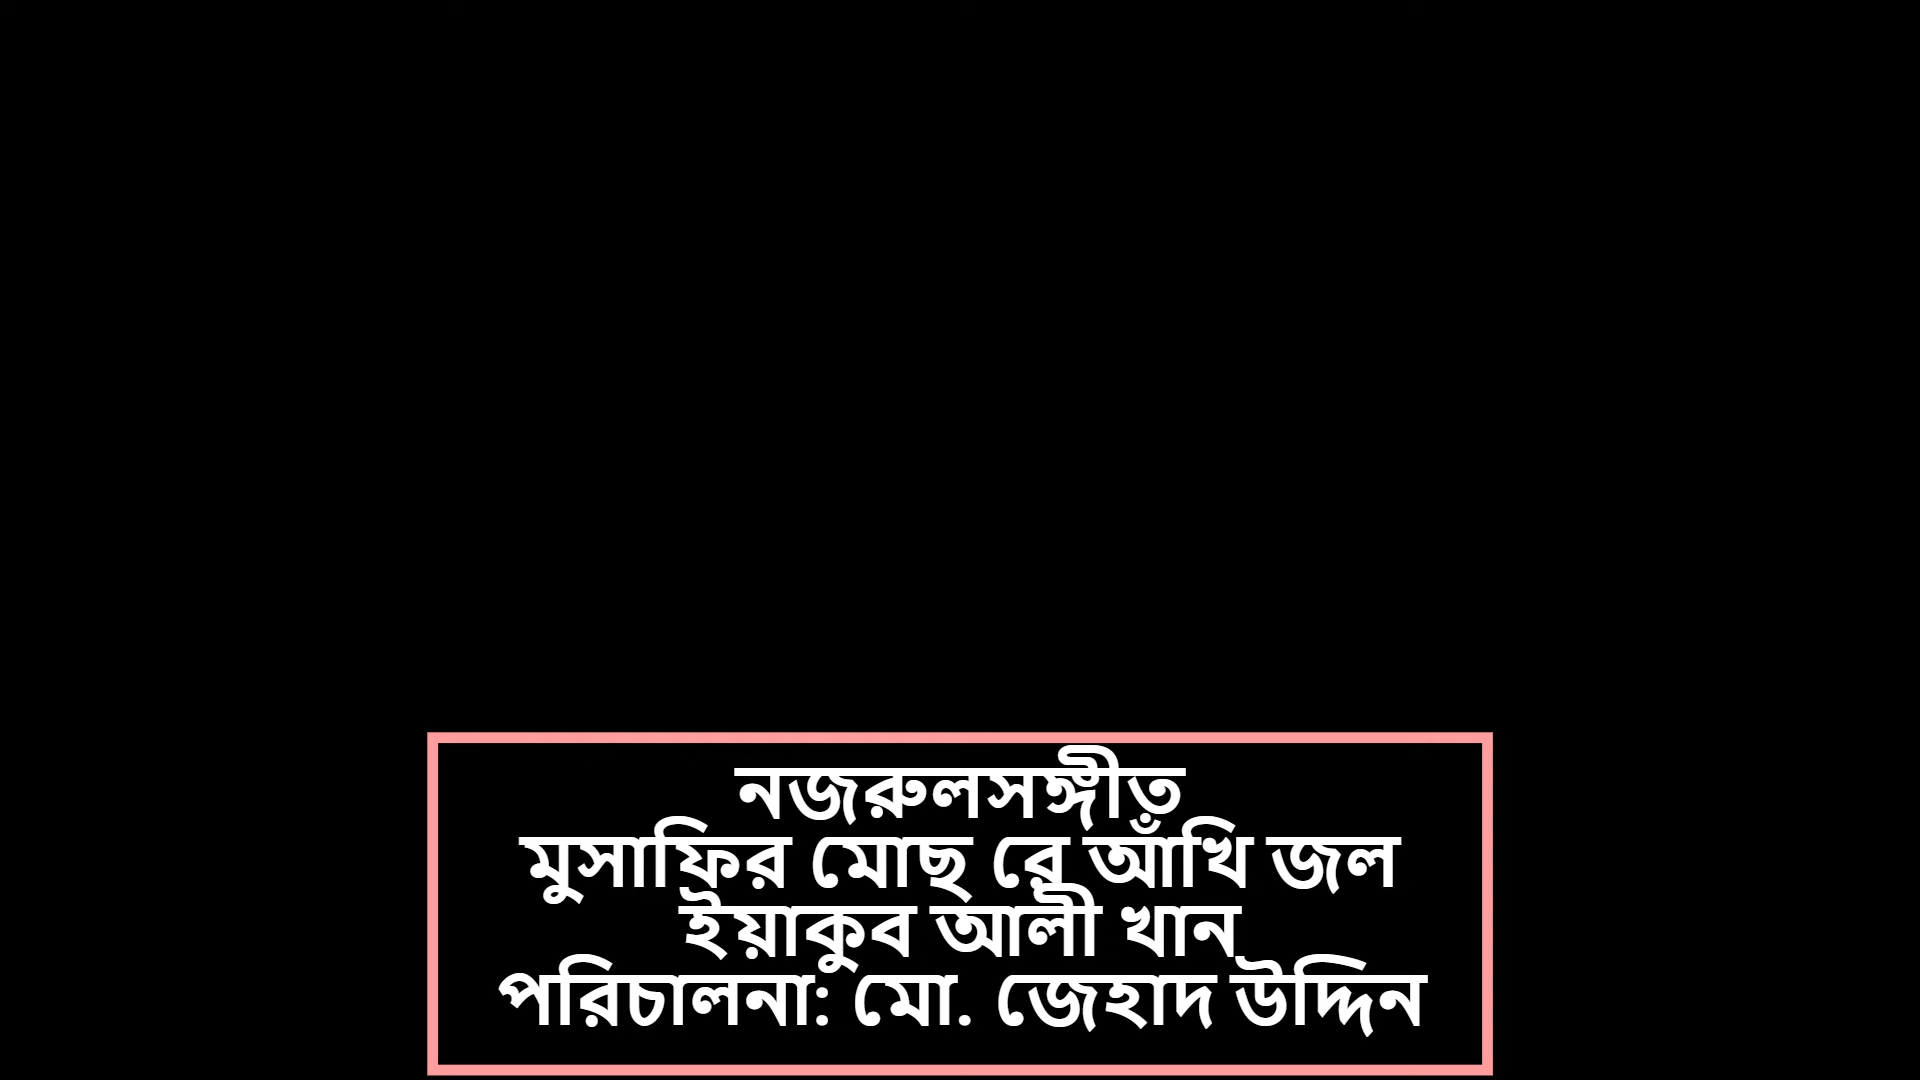 নজরুলসঙ্গীত
মুসাফির মোছ রে আঁখি জল
ইয়াকুব আলী খান
পরিচালনা: মো. জেহাদ উদ্দিন